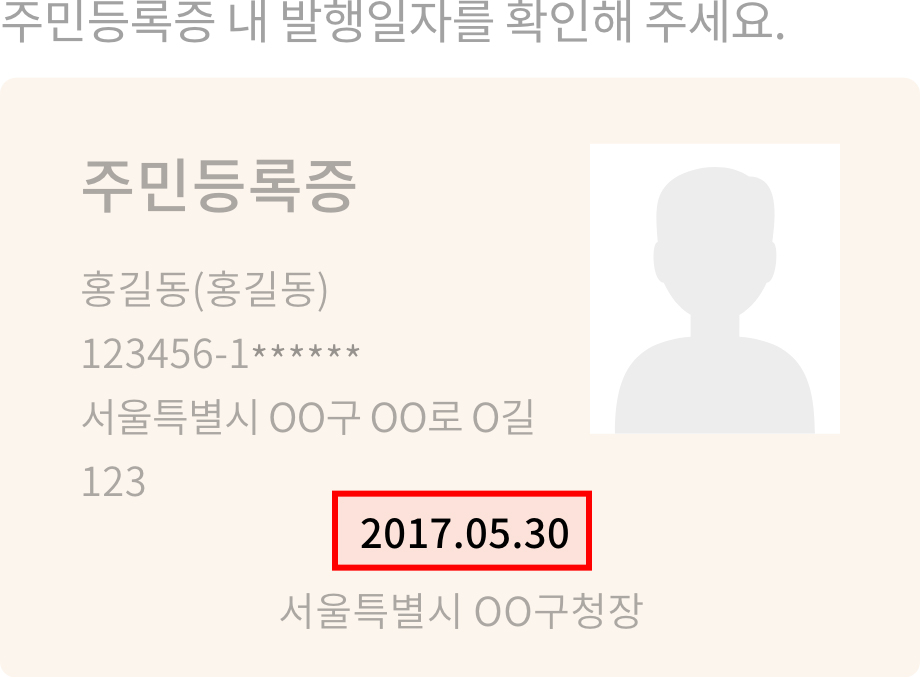 주민등록증 내 발행일자를 확인해 주세요.
주민등록증
홍길동(홍길동)
123456-1******
서울특별시 OO구 OO로 O길
123
2017.05.30
서울특별시 OO구청장